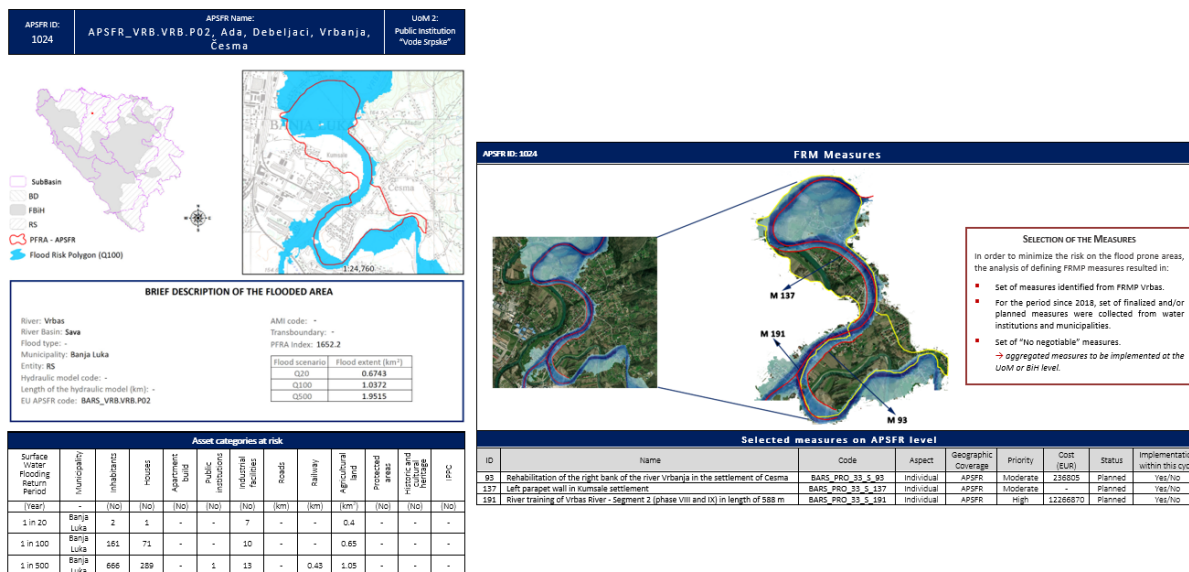 APSFR ID:
1024
APSFR Name:
APSFR_VRB.VRB.P02, Ada, Debeljaci, Vrbanja,
Česma
UoM 2:
Public Institution
"Vode Srpske"
SubBasin
BD
FBiH
RS
PFRA - APSFR
Flood Risk Polygon (Q100)
BANJA LUKA
Kumsale
Česma
1:24,760
BRIEF DESCRIPTION OF THE FLOODED AREA
River: Vrbas
River Basin: Sava
Flood type: -
Municipality: Banja Luka
Entity: RS
Hydraulic model code: -
Length of the hydraulic model (km): -
EU APSFR code: BARS_VRB.VRB.P02
AMI code: -
Transboundary: -
PFRA Index: 1652.2
Flood scenario Flood extent (km²)
Q20 0.6743
Q100 1.0372
Q500 1.9515
Asset categories at risk
Surface Water Flooding Return Period Municipality Inhabitants Houses Apartment build Public institutions Industrial facilities Roads Railway Agricultural land Protected areas Historic and cultural heritage IPPC
(Year) - (No) (No) (No) (No) (No) (km) (km) (km²) (No) (No) (No)
1 in 20 Banja Luka 2 1 - - 7 - - 0.4 - - -
1 in 100 Banja Luka 161 71 - - 10 - - 0.65 - - -
1 in 500 Banja Luka 666 289 - 1 13 - 0.43 1.05 - - -
APSFR ID: 1024
FRM Measures
M 137
M 191
M 93
SELECTION OF THE MEASURES
In order to minimize the risk on the flood prone areas,
the analysis of defining FRMP measures resulted in:
Set of measures identified from FRMP Vrbas.
For the period since 2018, set of finalized and/or
planned measures were collected from water
institutions and municipalities.
Set of "No negotiable" measures.
→ aggregated measures to be implemented at the
UoM or BiH level.
Selected measures on APSFR level
ID Name Code Aspect Geographic Coverage Priority Cost (EUR) Status Implementatio within this cyc
93 Rehabilitation of the right bank of the river Vrbanja in the settlement of Cesma BARS_PRO_33_S_93 Individual APSFR Moderate 236805 Planned Yes/No
137 Left parapet wall in Kumsale settlement BARS_PRO_33_S_137 Individual APSFR Moderate - Planned Yes/No
191 River training of Vrbas River - Segment 2 (phase VIII and IX) in length of 588 m BARS_PRO_33_S_191 Individual APSFR High 12266870 Planned Yes/No